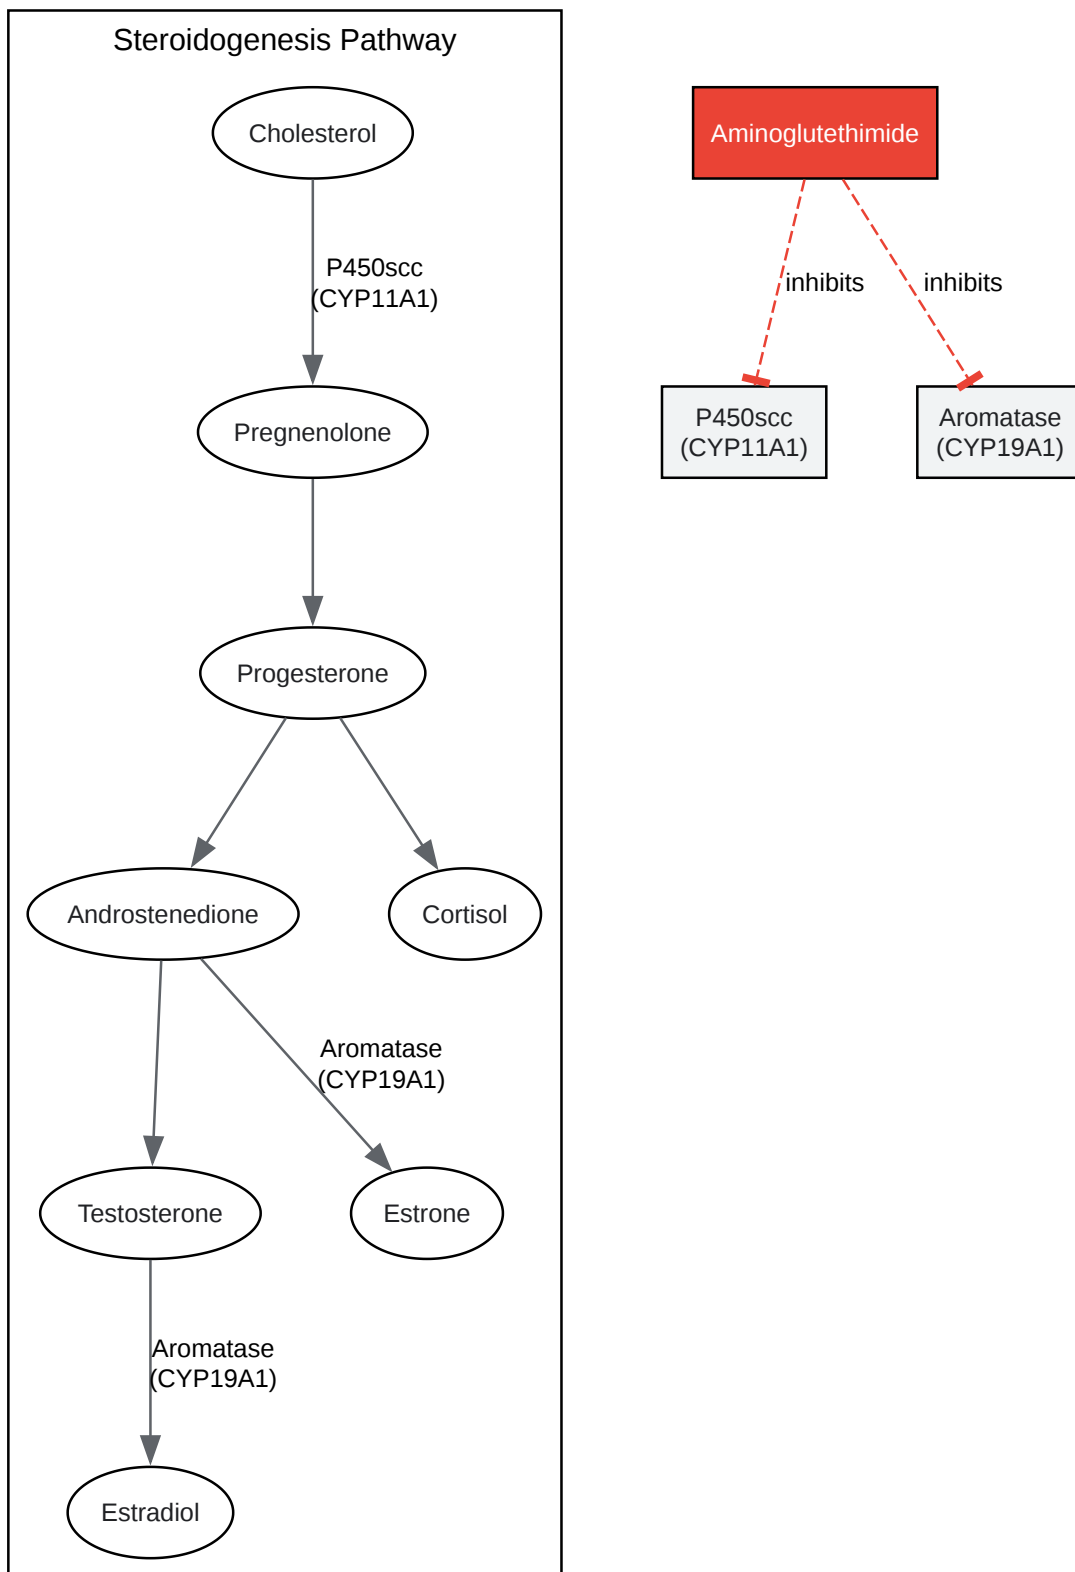 Steroidogenesis Pathway
Cholesterol
P450scc
(CYP11A1)
Pregnenolone
Progesterone
Androstenedione
Cortisol
Aromatase
(CYP19A1)
Testosterone
Estrone
Aromatase
(CYP19A1)
Estradiol
Aminoglutethimide
inhibits
inhibits
P450scc
(CYP11A1)
Aromatase
(CYP19A1)